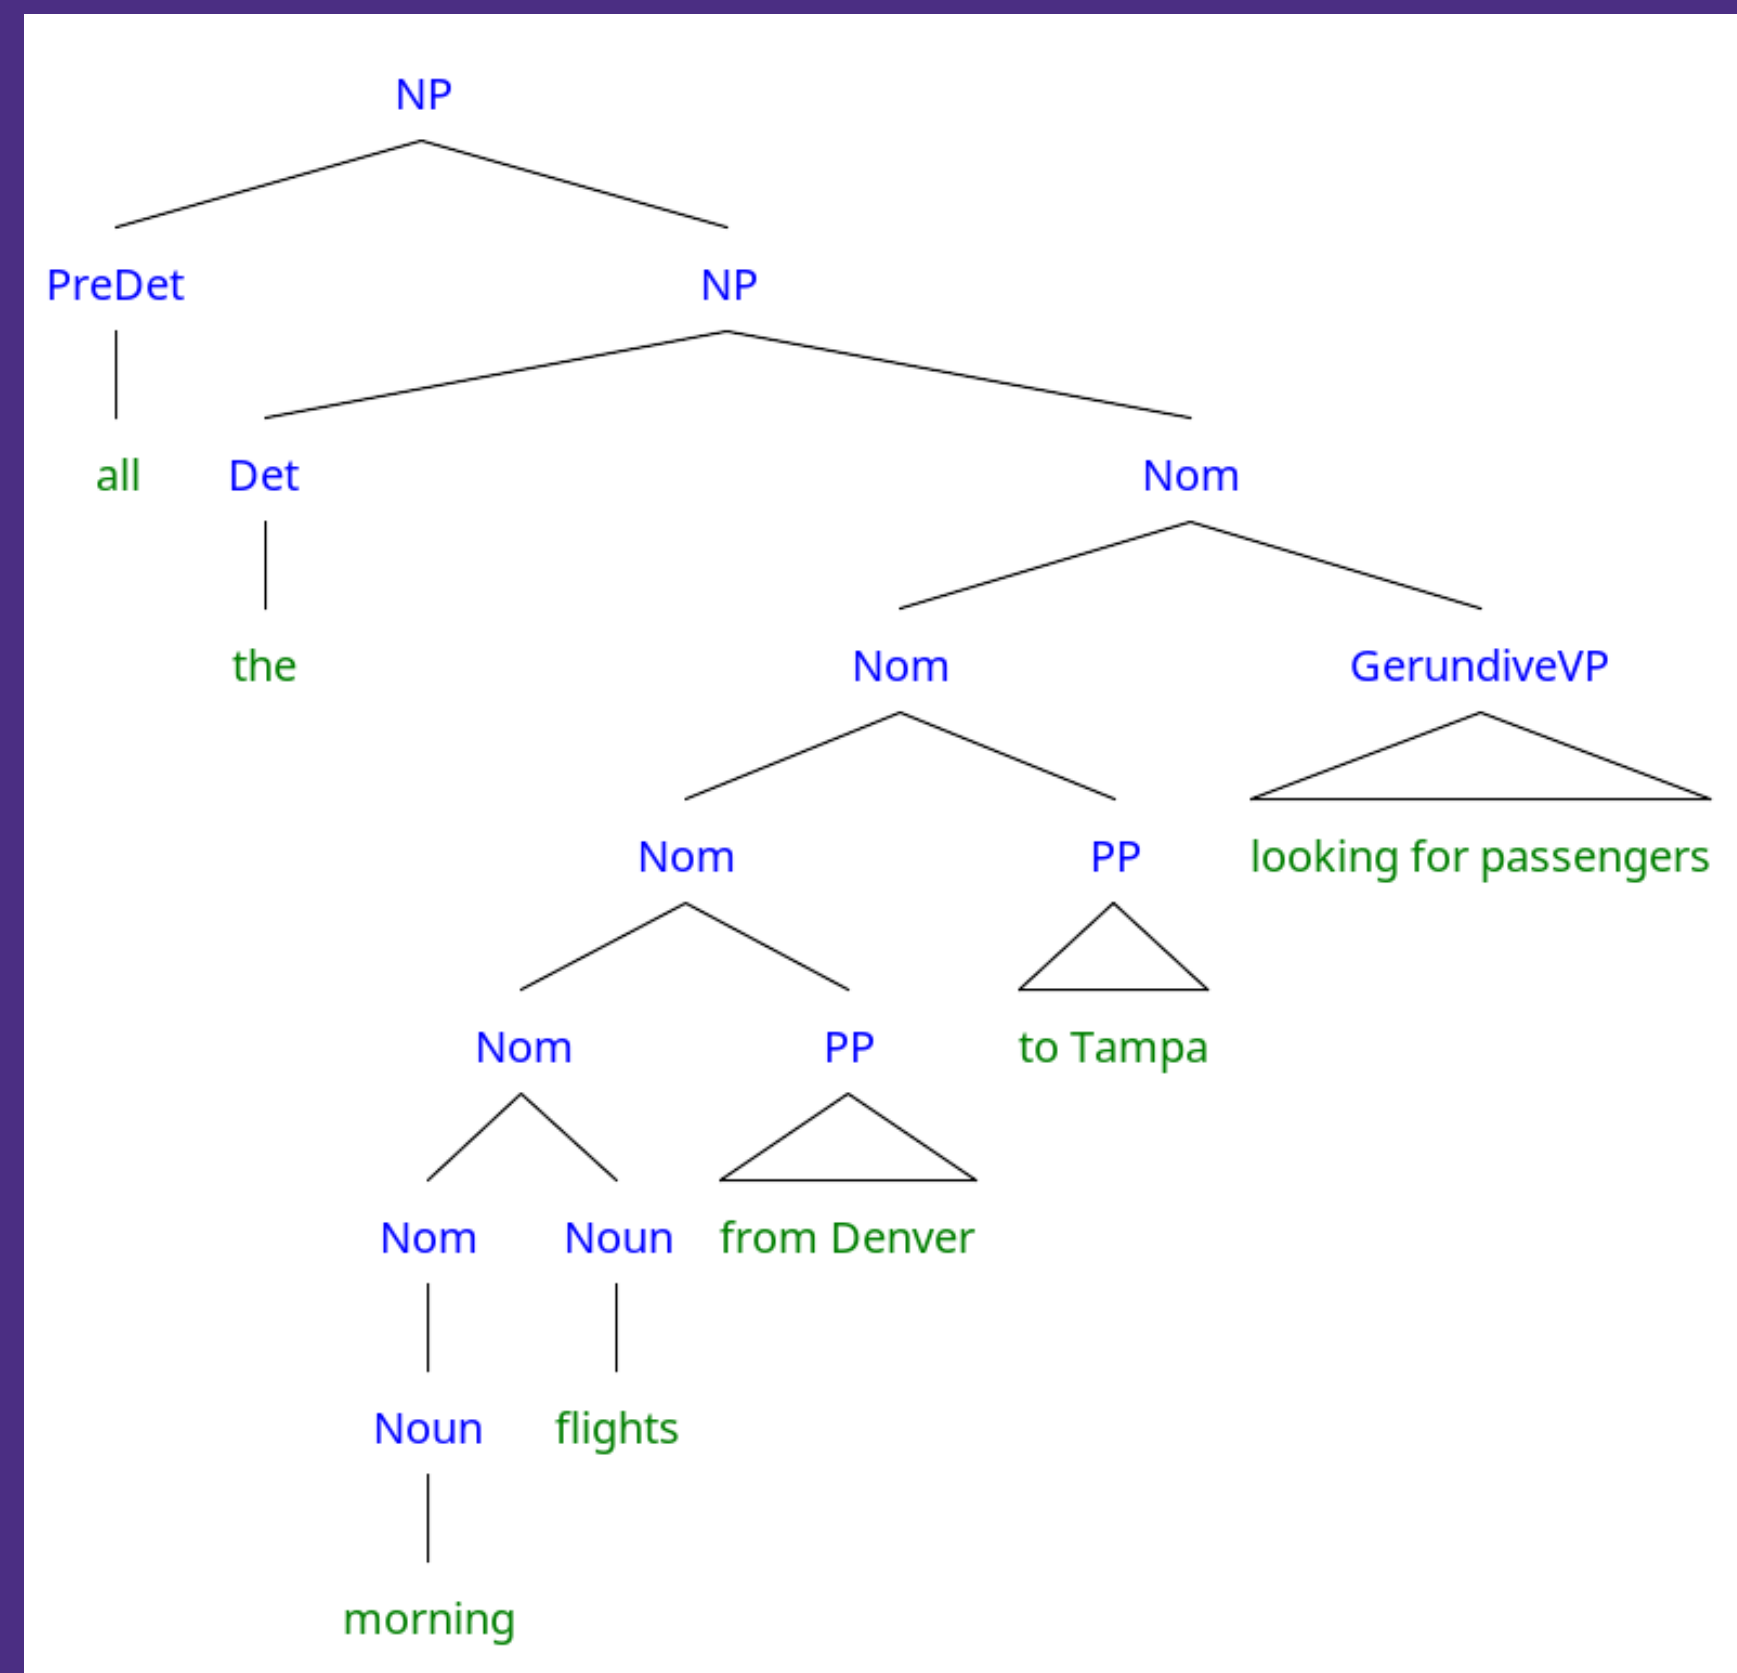 NP
PreDet NP
all Det Nom
the Nom GerundiveVP
Nom PP looking for passengers
Nom PP to Tampa
Nom Noun from Denver
Noun flights
morning